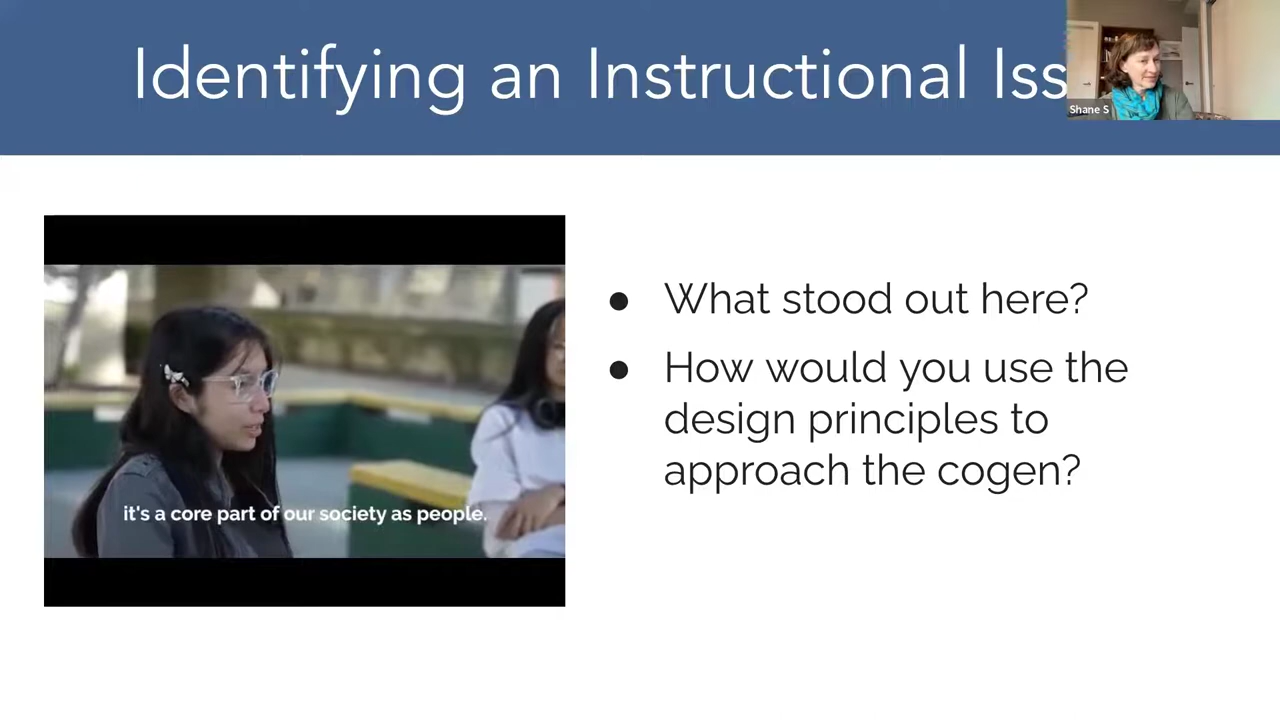 Identifying an Instructional Iss
Shane S
● What stood out here?
● How would you use the
design principles to
approach the cogen?
it's a core part of our society as people.